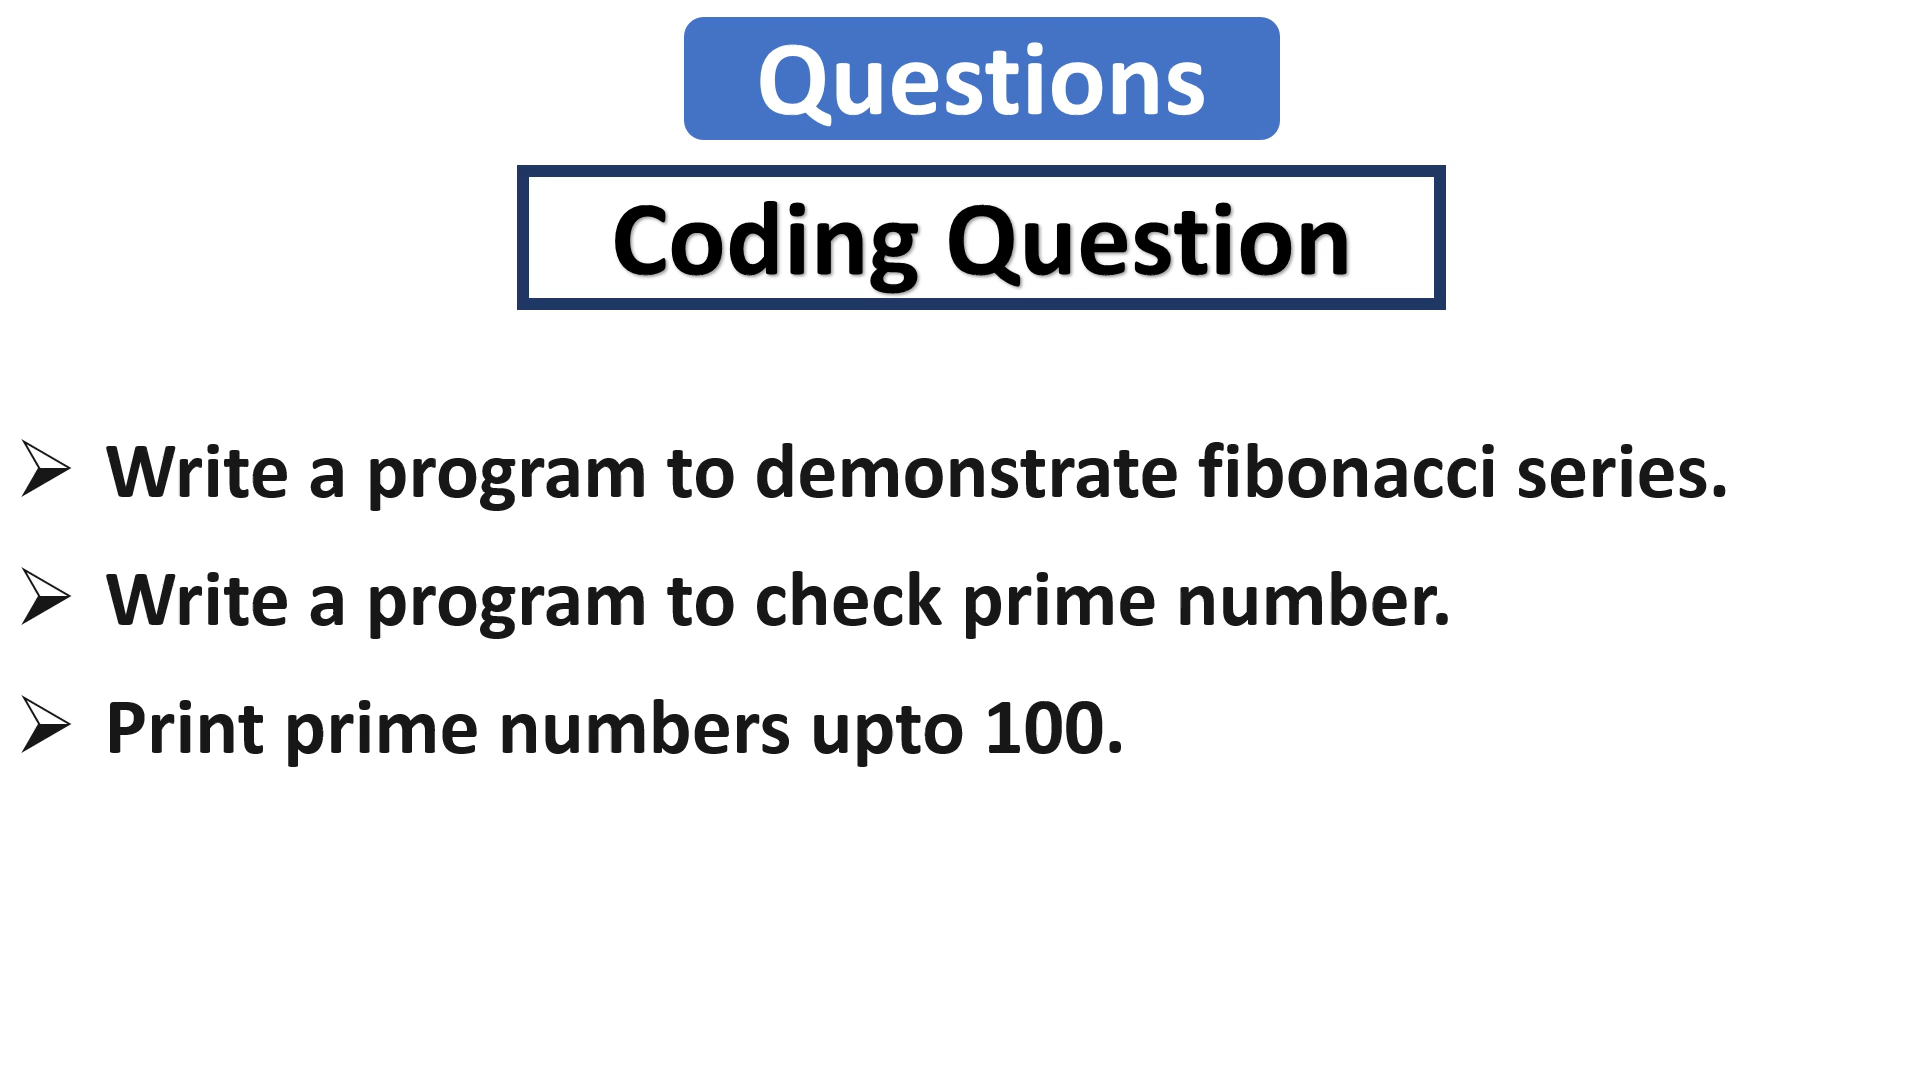 Questions
Coding Question
➢ Write a program to demonstrate fibonacci series.
➢ Write a program to check prime number.
➢ Print prime numbers upto 100.